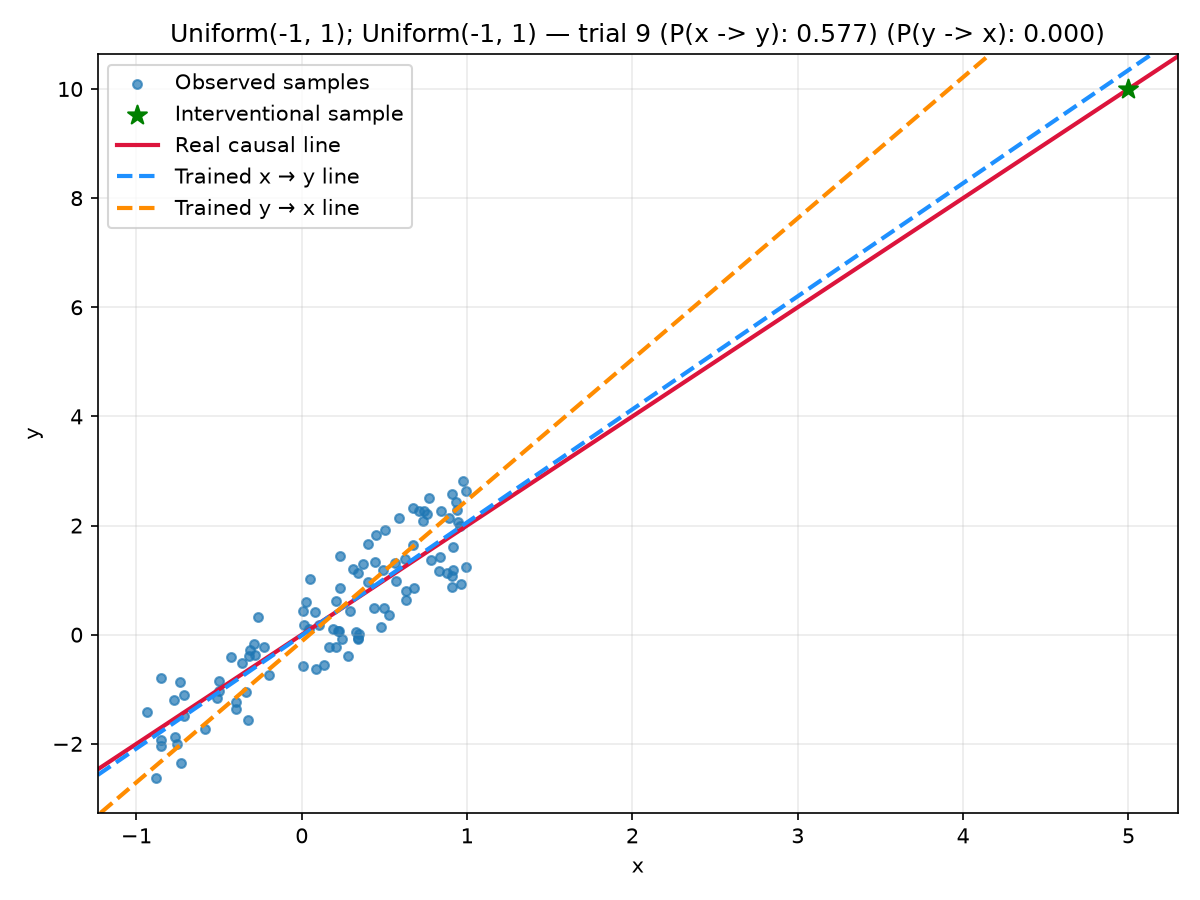 Uniform(-1, 1); Uniform(-1, 1) — trial 9 (P(x -> y): 0.577) (P(y -> x): 0.000)
Observed samples
Interventional sample
Real causal line
Trained x → y line
Trained y → x line
10
8
6
4
2
0
−2
y
−1
0
1
2
3
4
5
x